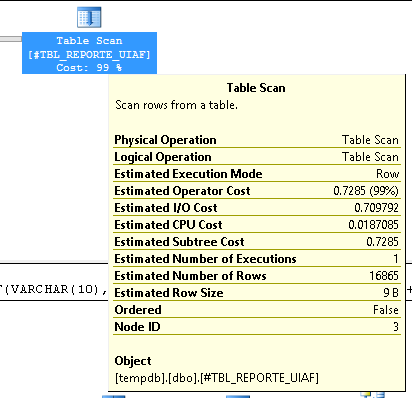 Table Scan
[#TBL_REPORTE_UIAF]
Cost: 99 %
Table Scan
Scan rows from a table.
Physical Operation Table Scan
Logical Operation Table Scan
Estimated Execution Mode Row
Estimated Operator Cost 0.7285 (99%)
Estimated I/O Cost 0.709792
Estimated CPU Cost 0.0187085
Estimated Subtree Cost 0.7285
Estimated Number of Executions 1
Estimated Number of Rows 16865
Estimated Row Size 9 B
Ordered False
Node ID 3
Object
[tempdb].[dbo].[#TBL_REPORTE_UIAF]
(VARCHAR(10), +